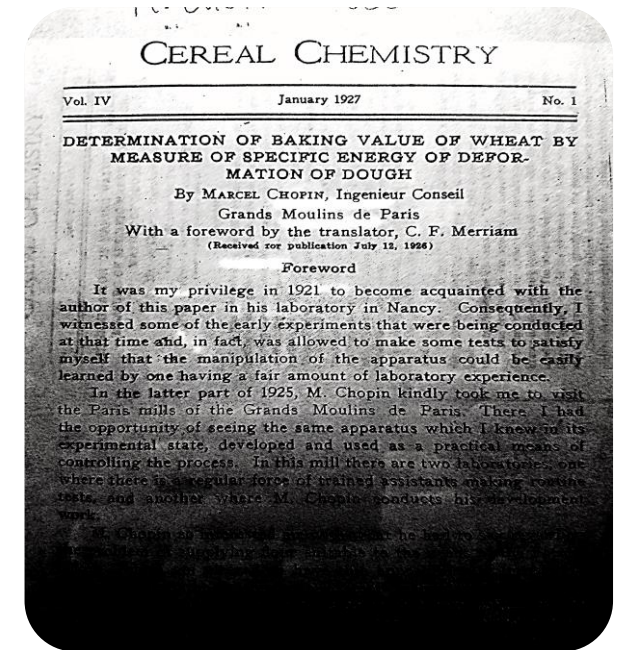 CEREAL CHEMISTRY
Vol. IV January 1927 No. 1
DETERMINATION OF BAKING VALUE OF WHEAT BY
MEASURE OF SPECIFIC ENERGY OF DEFOR-
MATION OF DOUGH
By MARCEL CHOPIN, Ingenieur Conseil
Grands Moulins de Paris
With a foreword by the translator, C. F. Merriam
(Received ror publication July 12, 1926)
Foreword
It was my privilege in 1921 to become acquainted with the
author of this paper in his laboratory in Nancy. Consequently, I
witnessed some of the early experiments that were being conducted
at that time and, in fact, was allowed to make some tests to satisfy
myself that the manipulation of the apparatus could be easily
learned by one having a fair amount of laboratory experience.
In the latter part of 1925, M. Chopin kindly took me to visit
the Paris mills of the Grands Moulins de Paris. There I had
the opportunity of seeing the same apparatus which I knew in its
experimental state, developed and used as a practical means of
controlling the process. In this mill there are two laboratories, one
where there is a regular force of trained assistants making routine
tests, and another where M. Chopin conducts his development
work.
M. Chopin